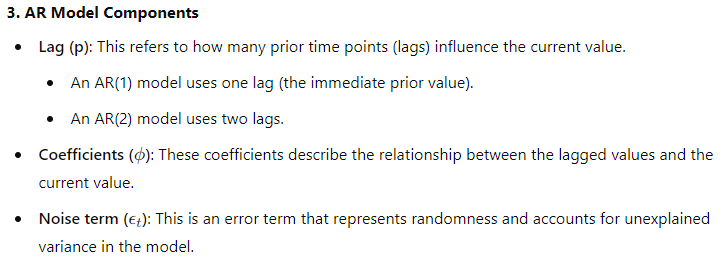 3. AR Model Components
• Lag (p): This refers to how many prior time points (lags) influence the current value.
• An AR(1) model uses one lag (the immediate prior value).
• An AR(2) model uses two lags.
• Coefficients (ϕ): These coefficients describe the relationship between the lagged values and the
current value.
• Noise term (ϵₜ): This is an error term that represents randomness and accounts for unexplained
variance in the model.